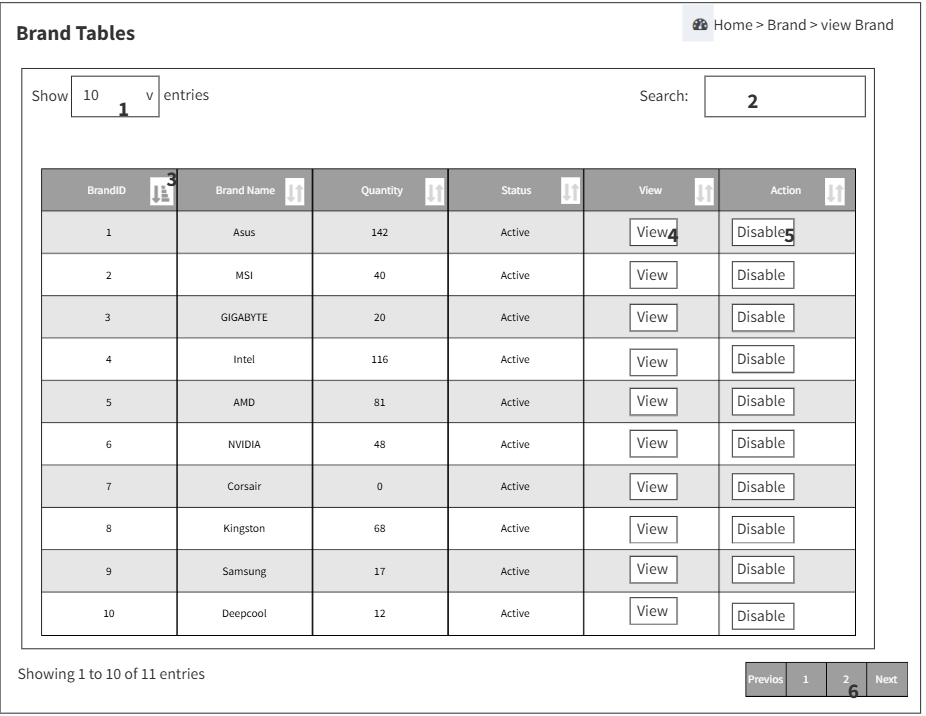 Brand Tables
Home > Brand > view Brand
Show 10 v entries
1
Search:
2
3
BrandID Brand Name Quantity Status View Action
1 Asus 142 Active View 4 Disable 5
2 MSI 40 Active View Disable
3 GIGABYTE 20 Active View Disable
4 Intel 116 Active View Disable
5 AMD 81 Active View Disable
6 NVIDIA 48 Active View Disable
7 Corsair 0 Active View Disable
8 Kingston 68 Active View Disable
9 Samsung 17 Active View Disable
10 Deepcool 12 Active View Disable
Showing 1 to 10 of 11 entries
Previos 1 2 Next
6